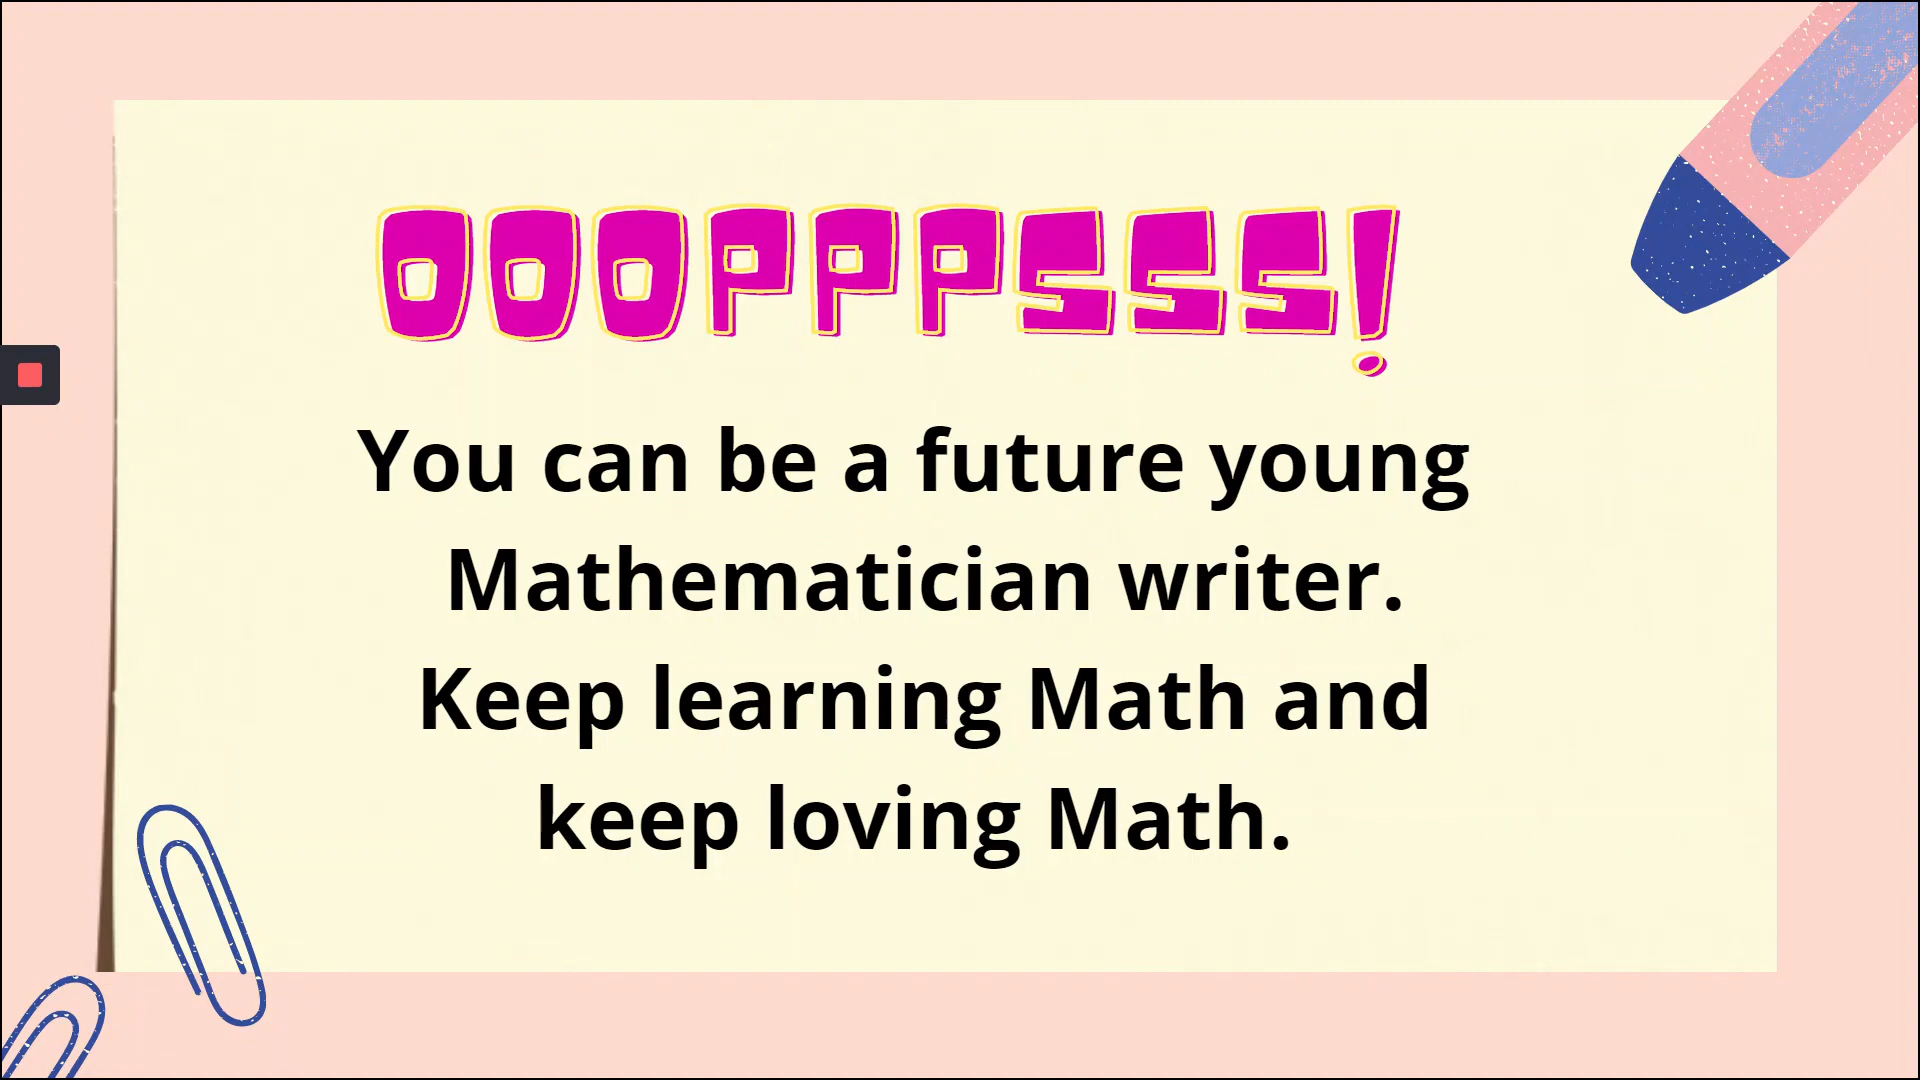 OOOPPPSSS!
You can be a future young
Mathematician writer.
Keep learning Math and
keep loving Math.